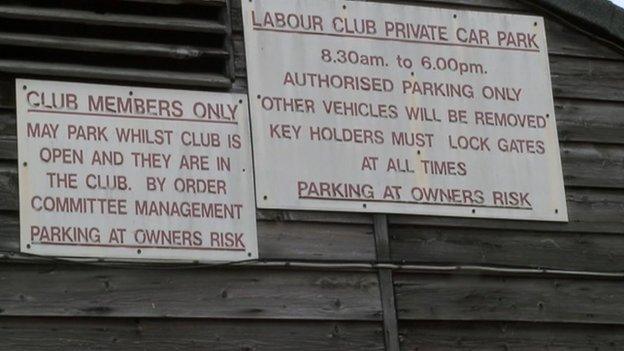 CLUB MEMBERS ONLY
MAY PARK WHILST CLUB IS
OPEN AND THEY ARE IN
THE CLUB. BY ORDER
COMMITTEE MANAGEMENT
PARKING AT OWNERS RISK
LABOUR CLUB PRIVATE CAR PARK
8.30am. to 6.00pm.
AUTHORISED PARKING ONLY
OTHER VEHICLES WILL BE REMOVED
KEY HOLDERS MUST LOCK GATES
AT ALL TIMES
PARKING AT OWNERS RISK